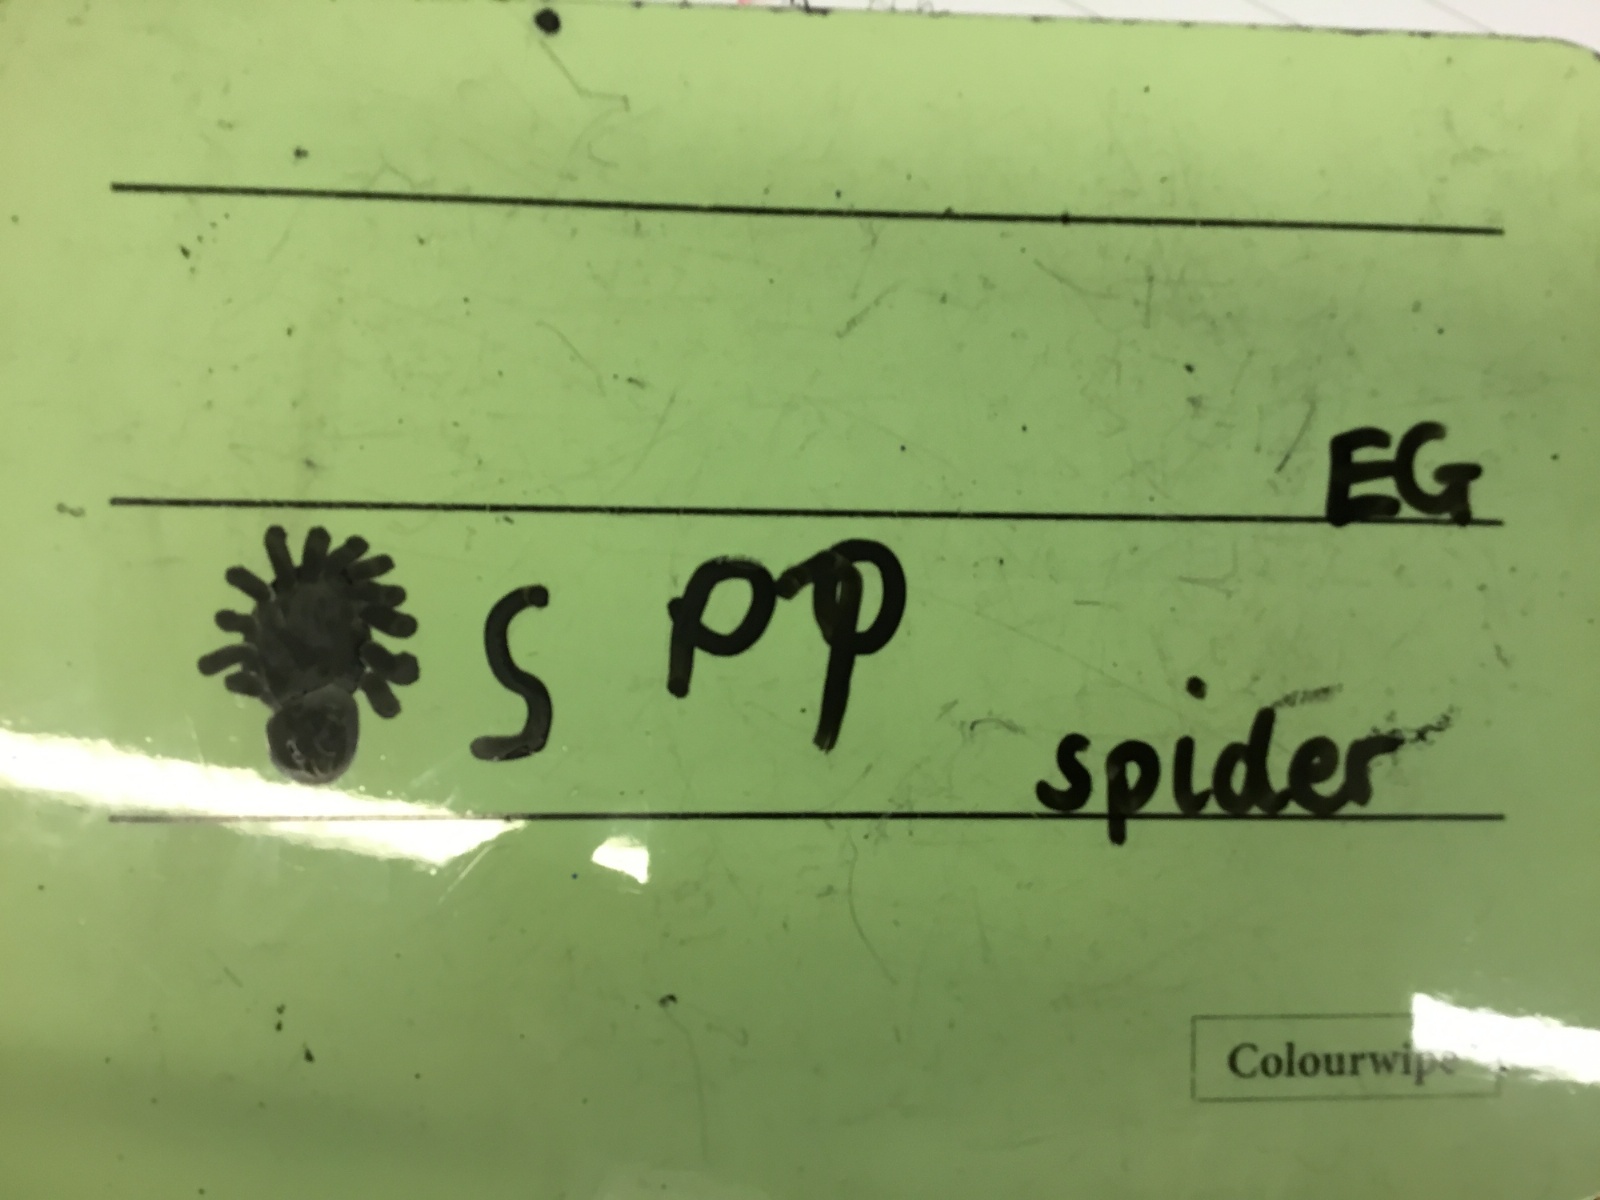 EG
S pp
spider
Colourwipe